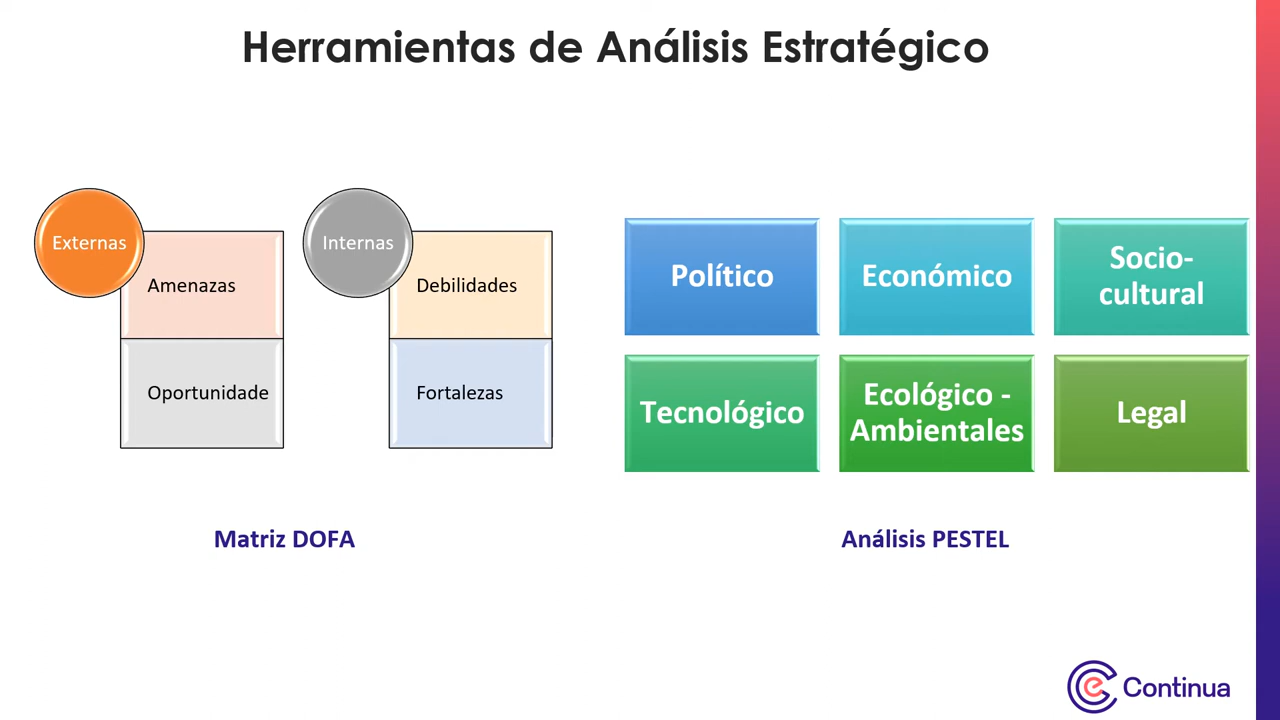 Herramientas de Análisis Estratégico
Externas
Amenazas
Oportunidade
Internas
Debilidades
Fortalezas
Matriz DOFA
Político
Económico
Socio-
cultural
Tecnológico
Ecológico -
Ambientales
Legal
Análisis PESTEL
Continua